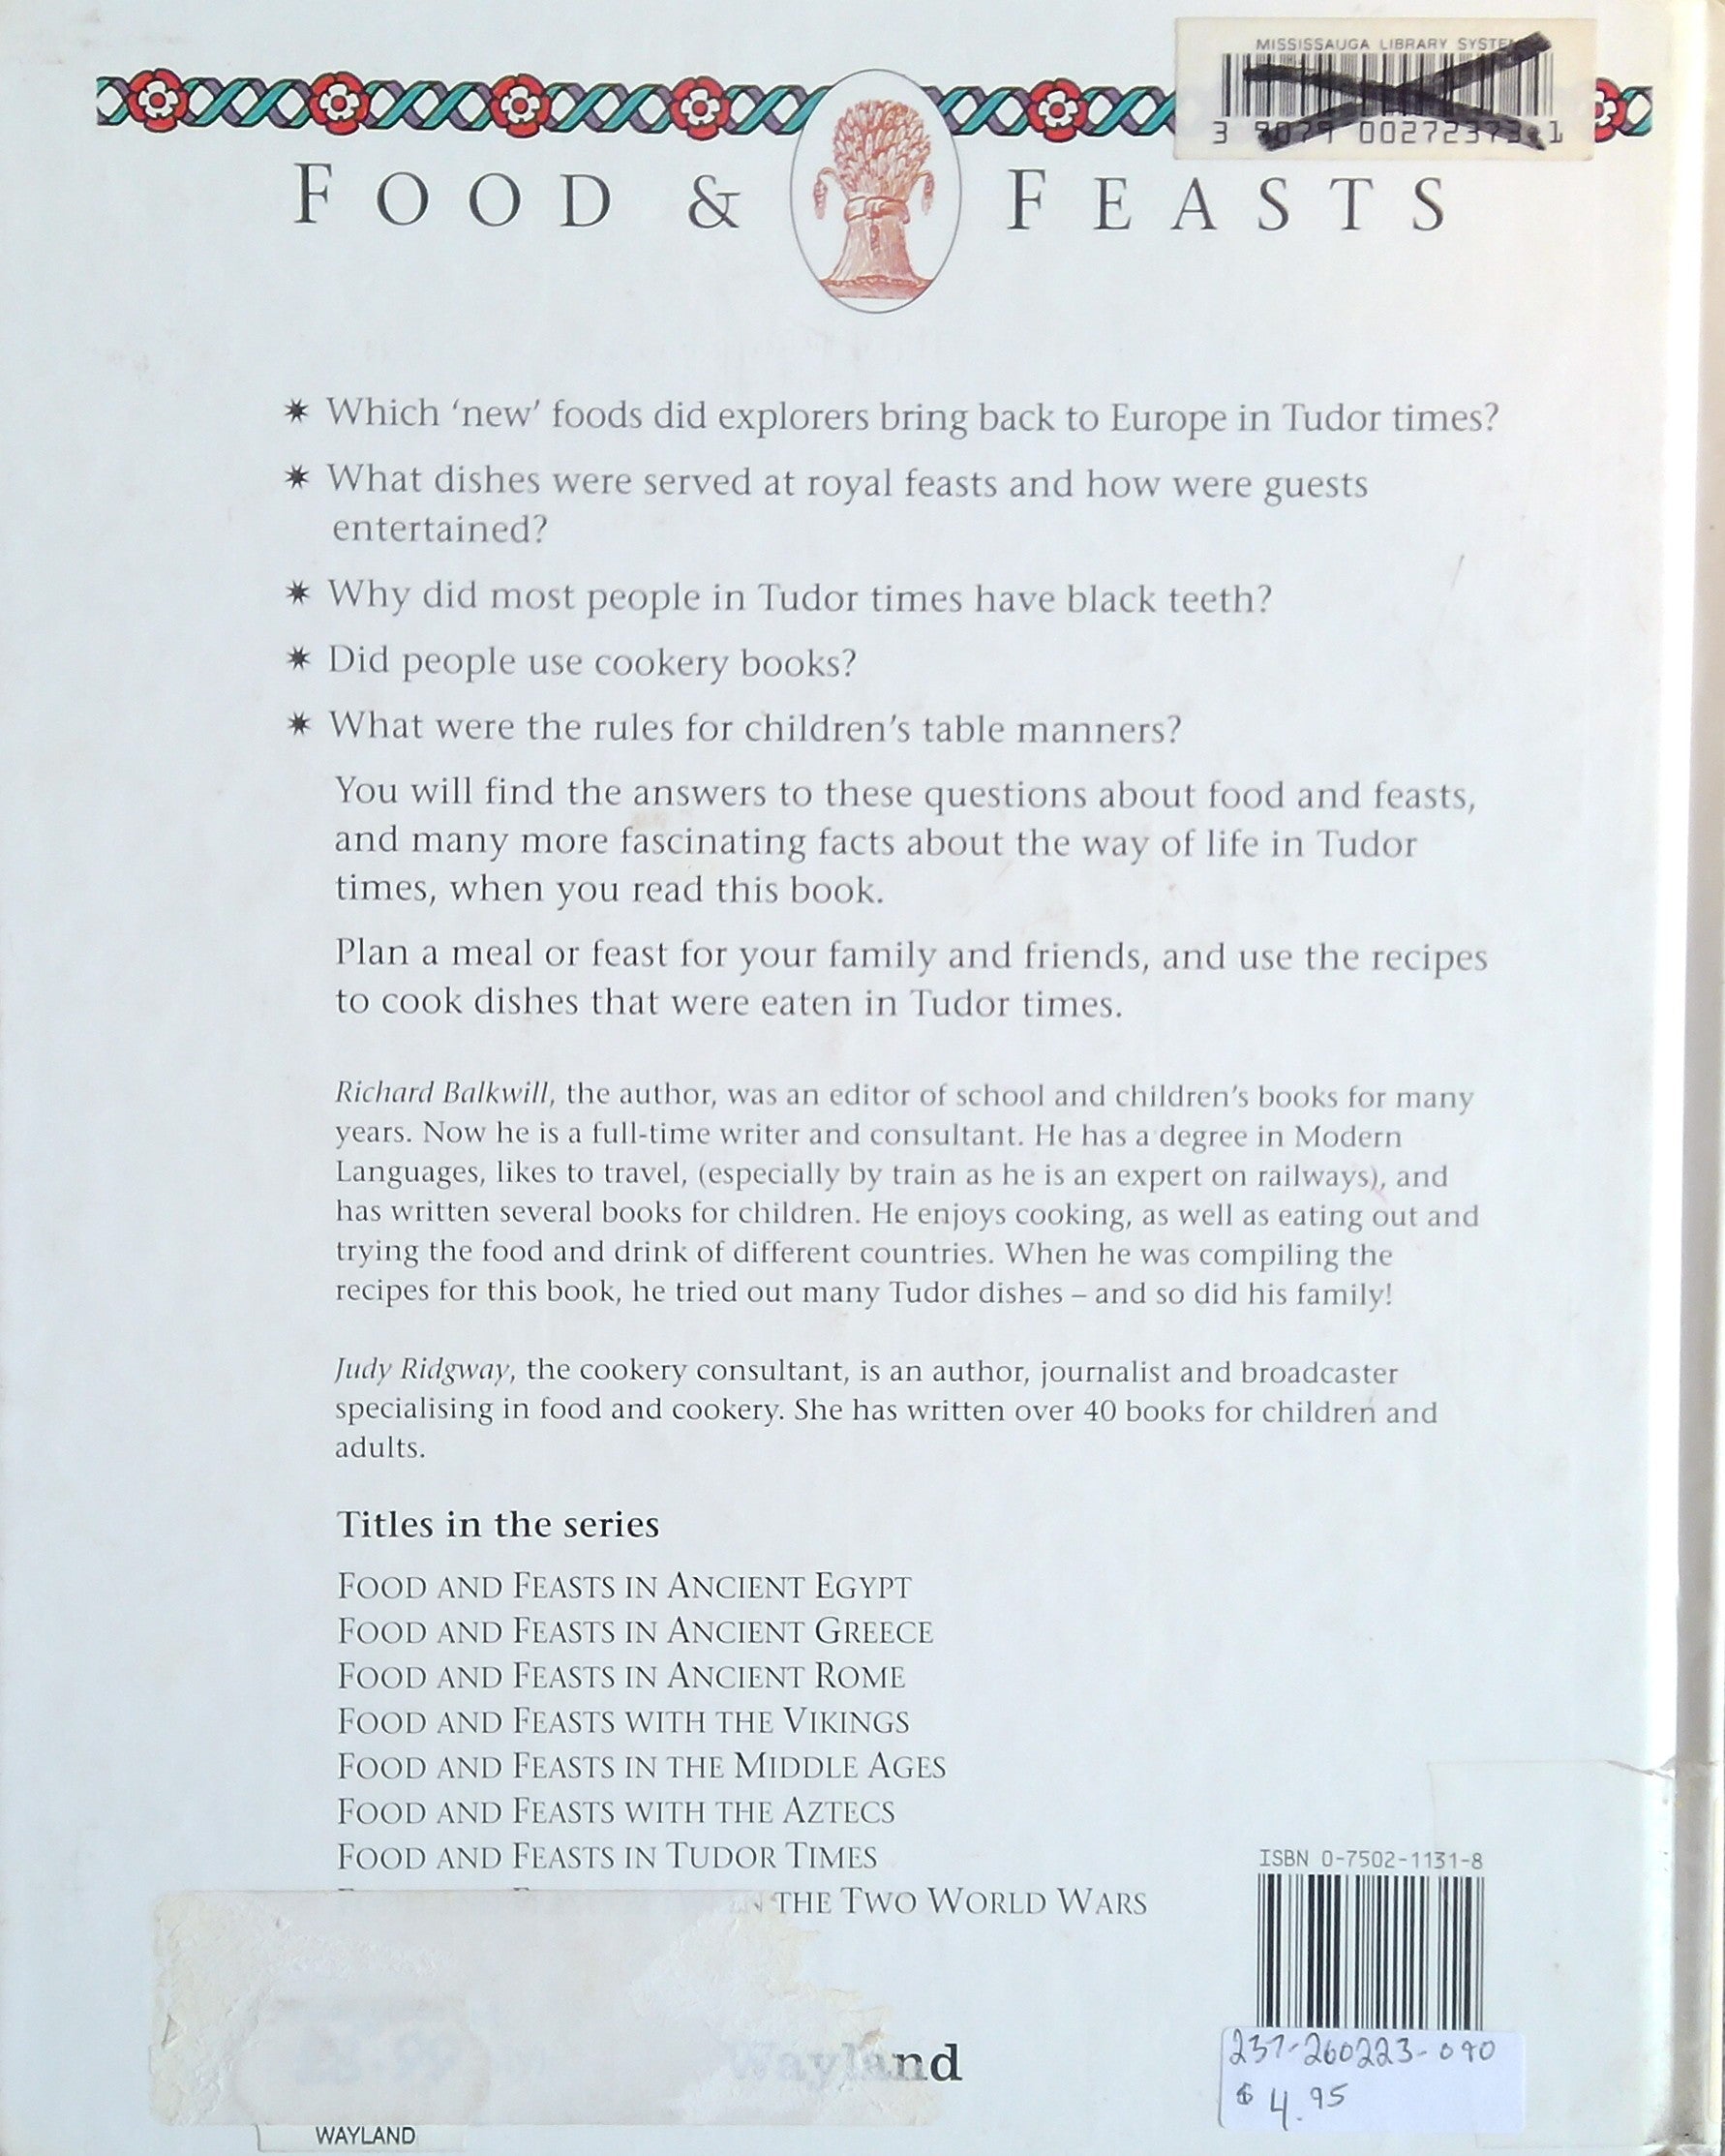 MISSISSAUGA LIBRARY SYSTEM
FOOD & FEASTS
✷ Which ‘new’ foods did explorers bring back to Europe in Tudor times?
✷ What dishes were served at royal feasts and how were guests
entertained?
✷ Why did most people in Tudor times have black teeth?
✷ Did people use cookery books?
✷ What were the rules for children’s table manners?
You will find the answers to these questions about food and feasts,
and many more fascinating facts about the way of life in Tudor
times, when you read this book.
Plan a meal or feast for your family and friends, and use the recipes
to cook dishes that were eaten in Tudor times.
Richard Balkwill, the author, was an editor of school and children’s books for many
years. Now he is a full-time writer and consultant. He has a degree in Modern
Languages, likes to travel, (especially by train as he is an expert on railways), and
has written several books for children. He enjoys cooking, as well as eating out and
trying the food and drink of different countries. When he was compiling the
recipes for this book, he tried out many Tudor dishes – and so did his family!
Judy Ridgway, the cookery consultant, is an author, journalist and broadcaster
specialising in food and cookery. She has written over 40 books for children and
adults.
Titles in the series
FOOD AND FEASTS IN ANCIENT EGYPT
FOOD AND FEASTS IN ANCIENT GREECE
FOOD AND FEASTS IN ANCIENT ROME
FOOD AND FEASTS WITH THE VIKINGS
FOOD AND FEASTS IN THE MIDDLE AGES
FOOD AND FEASTS WITH THE AZTECS
FOOD AND FEASTS IN TUDOR TIMES
THE TWO WORLD WARS
ISBN 0-7502-1131-8
Wayland
237-260223-090
$4.95
WAYLAND